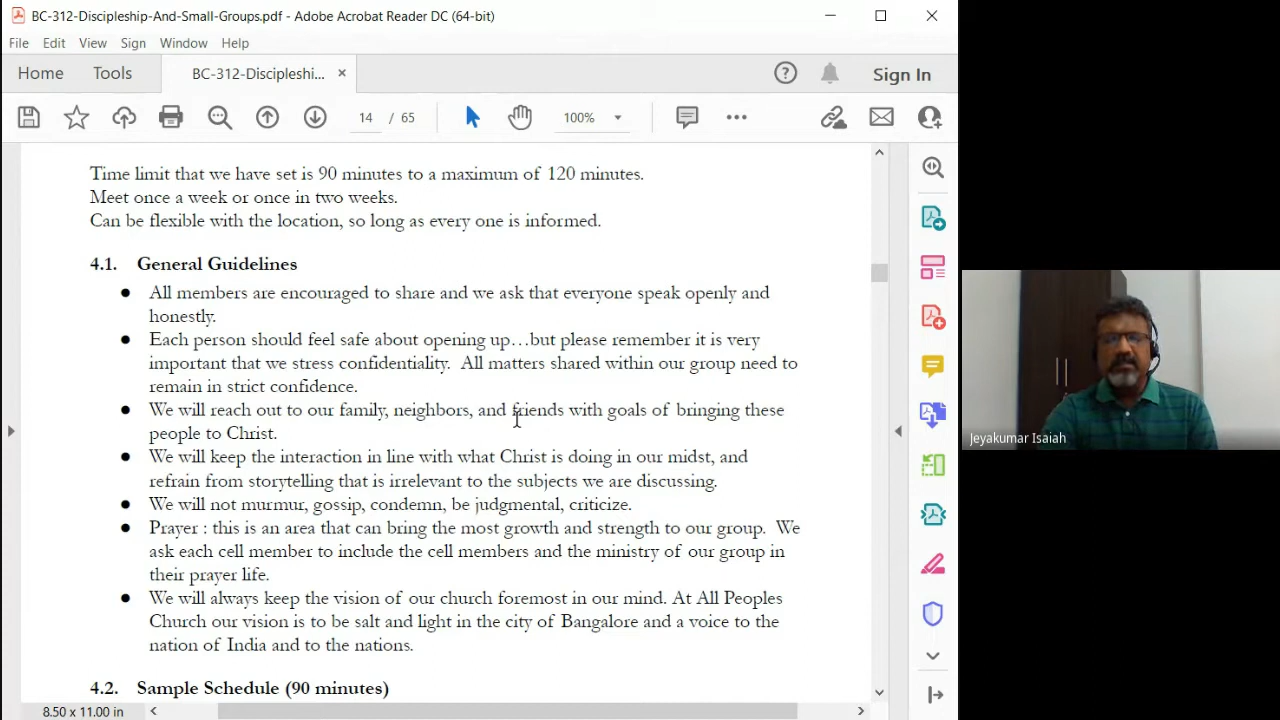 BC-312-Discipleship-And-Small-Groups.pdf - Adobe Acrobat Reader DC (64-bit)
File Edit View Sign Window Help
Home Tools BC-312-Discipleshi... × Sign In
14 / 65 100%
Time limit that we have set is 90 minutes to a maximum of 120 minutes.
Meet once a week or once in two weeks.
Can be flexible with the location, so long as every one is informed.
4.1. General Guidelines
● All members are encouraged to share and we ask that everyone speak openly and
honestly.
● Each person should feel safe about opening up…but please remember it is very
important that we stress confidentiality. All matters shared within our group need to
remain in strict confidence.
● We will reach out to our family, neighbors, and friends with goals of bringing these
people to Christ.
● We will keep the interaction in line with what Christ is doing in our midst, and
refrain from storytelling that is irrelevant to the subjects we are discussing.
● We will not murmur, gossip, condemn, be judgmental, criticize.
● Prayer : this is an area that can bring the most growth and strength to our group. We
ask each cell member to include the cell members and the ministry of our group in
their prayer life.
● We will always keep the vision of our church foremost in our mind. At All Peoples
Church our vision is to be salt and light in the city of Bangalore and a voice to the
nation of India and to the nations.
4.2. Sample Schedule (90 minutes)
8.50 x 11.00 in
Jeyakumar Isaiah